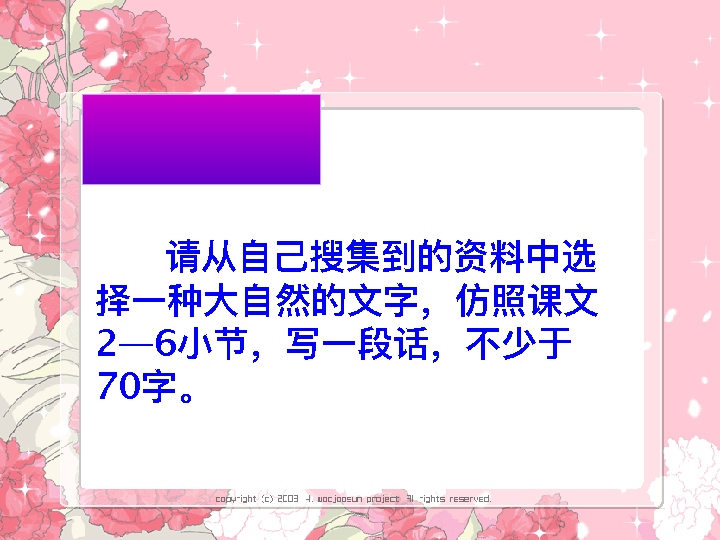 请从自己搜集到的资料中选
择一种大自然的文字，仿照课文
2—6小节，写一段话，不少于
70字。
copyright (c) 2003 . woojoosun project. All rights reserved.